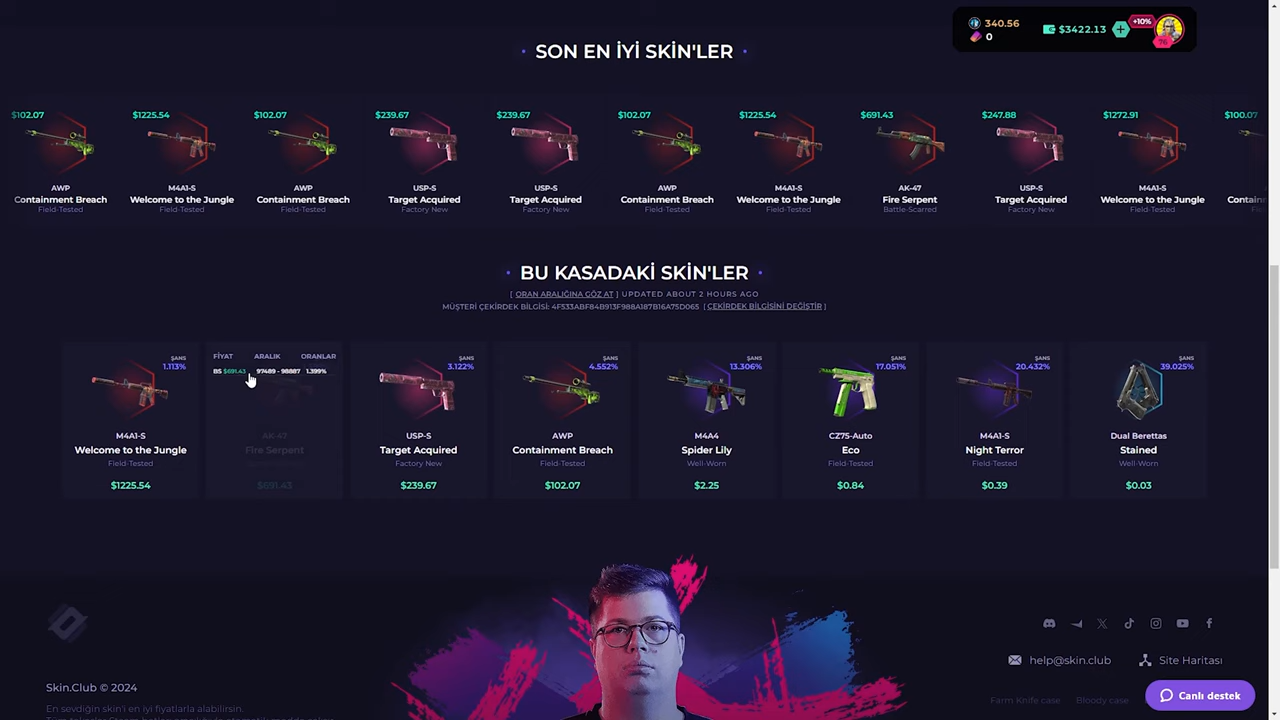 340.56
0
$3422.13
+10%
76
SON EN İYİ SKİN'LER
$102.07
$1225.54
$102.07
$239.67
$239.67
$102.07
$1225.54
$691.43
$247.88
$1272.91
$100.07
AWP
M4A1-S
AWP
USP-S
USP-S
AWP
M4A1-S
AK-47
USP-S
M4A1-S
Containment Breach
Welcome to the Jungle
Containment Breach
Target Acquired
Target Acquired
Containment Breach
Welcome to the Jungle
Fire Serpent
Target Acquired
Welcome to the Jungle
Contain
Field-Tested
Field-Tested
Field-Tested
Factory New
Factory New
Field-Tested
Field-Tested
Battle-Scarred
Factory New
Field-Tested
BU KASADAKİ SKİN'LER
[ ORAN ARALIĞINA GÖZ AT ] UPDATED ABOUT 2 HOURS AGO
MÜŞTERİ ÇEKİRDEK BİLGİSİ: 4F533ABF84B913F988A187B16A75D065 [ ÇEKİRDEK BİLGİSİNİ DEĞİŞTİR ]
ŞANS
1.113%
M4A1-S
Welcome to the Jungle
Field-Tested
$1225.54
FİYAT ARALIK ORANLAR
BS $691.43 97489 - 98887 1.399%
AK-47
Fire Serpent
$691.43
ŞANS
3.122%
USP-S
Target Acquired
Factory New
$239.67
ŞANS
4.552%
AWP
Containment Breach
Field-Tested
$102.07
ŞANS
13.306%
M4A4
Spider Lily
Well-Worn
$2.25
ŞANS
17.051%
CZ75-Auto
Eco
Field-Tested
$0.84
ŞANS
20.432%
M4A1-S
Night Terror
Field-Tested
$0.39
ŞANS
39.025%
Dual Berettas
Stained
Well-Worn
$0.03
help@skin.club
Site Haritası
Skin.Club © 2024
En sevdiğin skin'i en iyi fiyatlarla alabilirsin.
Farm Knife case
Bloody case
Canlı destek